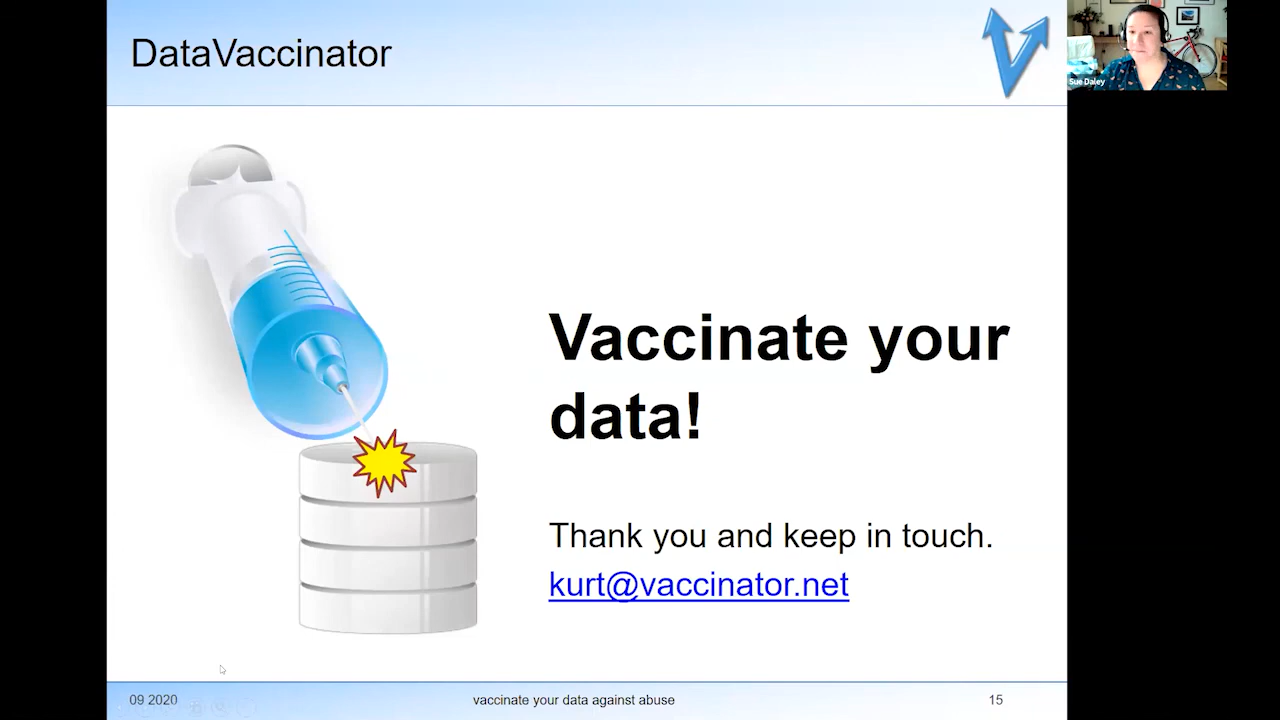 DataVaccinator
Sue Daley
Vaccinate your
data!
Thank you and keep in touch.
kurt@vaccinator.net
09 2020
vaccinate your data against abuse
15